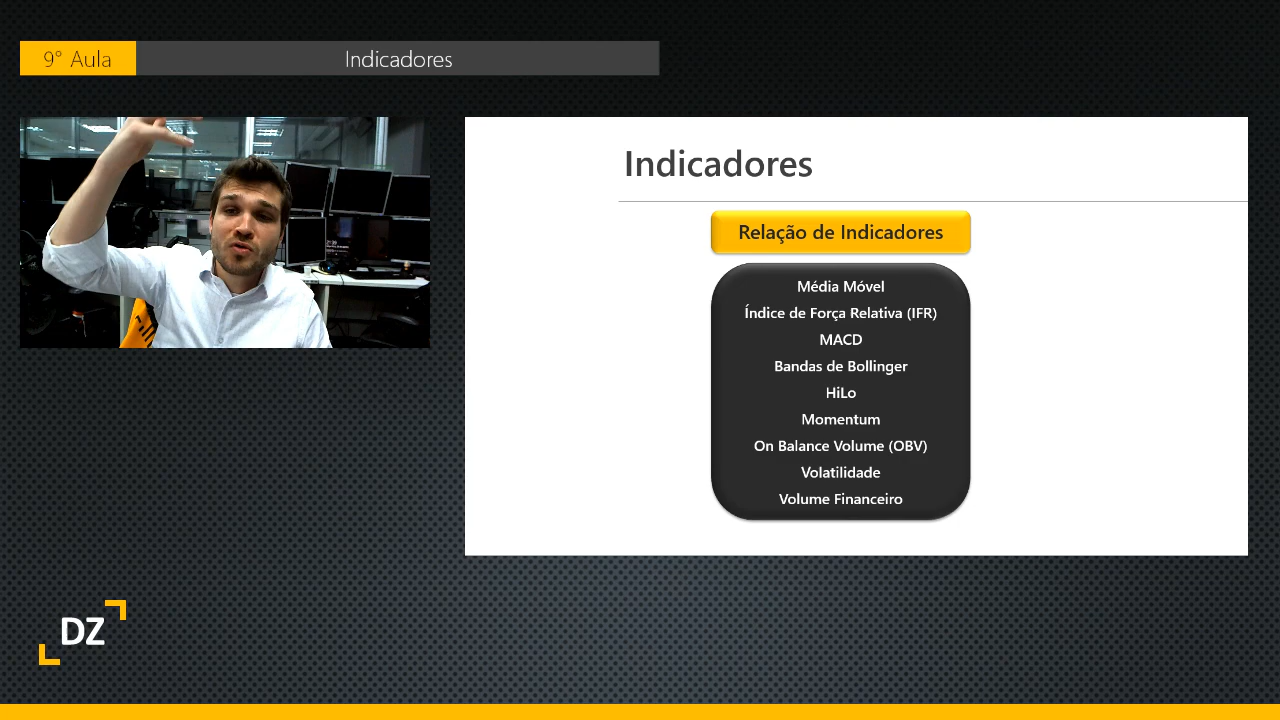 9° Aula
Indicadores
Indicadores
Relação de Indicadores
Média Móvel
Índice de Força Relativa (IFR)
MACD
Bandas de Bollinger
HiLo
Momentum
On Balance Volume (OBV)
Volatilidade
Volume Financeiro
DZ